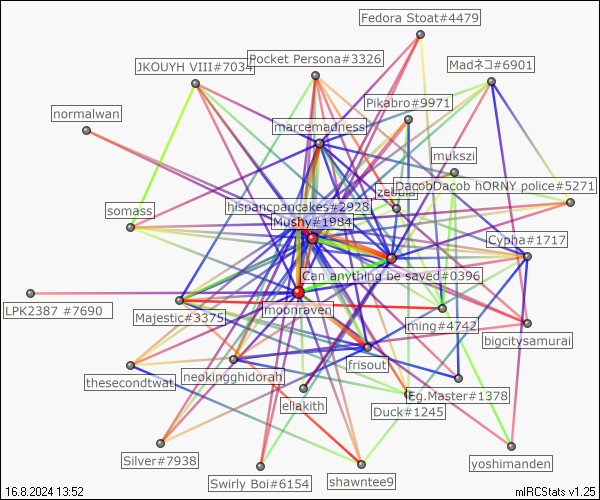 Fedora Stoat#4479
Pocket Persona#3326
JKOUYH VIII#7034
Madネコ#6901
Pikabro#9971
normalwan
marcemadness
mukszi
DacobDacob hORNY police#5271
hispancpancakes#2928
somass
Mushy#1984
Cypha#1717
Can anything be saved#0396
LPK2387 #7690
moonraven
Majestic#3375
ming#4742
bigcitysamurai
frisout
neokingghidorah
thesecondtwat
Eg.Master#1378
eliakith
Duck#1245
Silver#7938
yoshimanden
Swirly Boi#6154
shawntee9
16.8.2024 13:52
mIRCStats v1.25